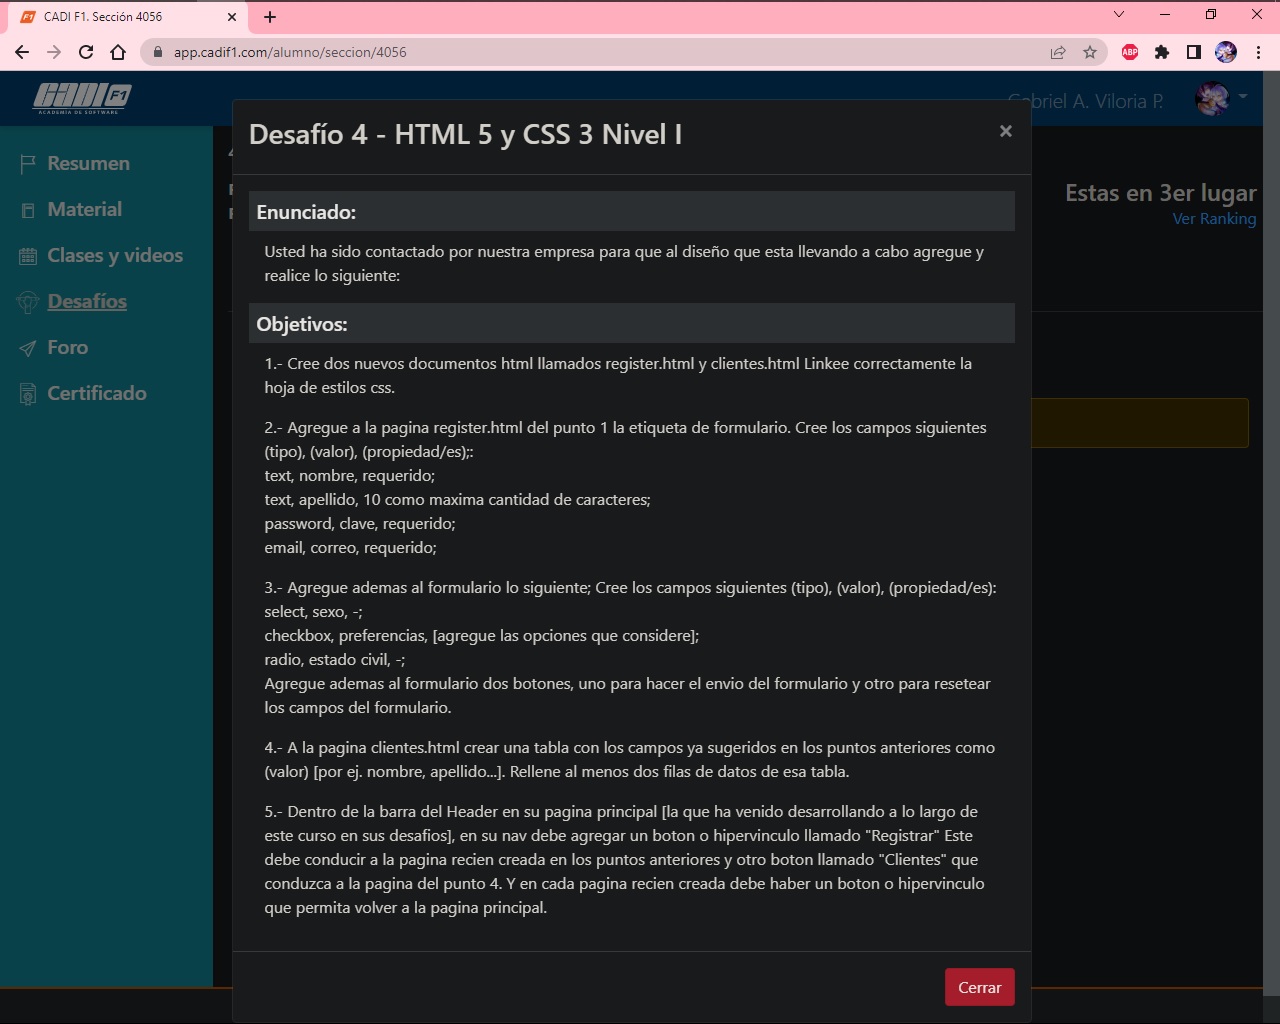 CADI F1. Sección 4056
app.cadif1.com/alumno/seccion/4056
ABP
CADI F1
ACADEMIA DE SOFTWARE
Gabriel A. Viloria P.
Resumen
Material
Clases y videos
Desafíos
Foro
Certificado
Estas en 3er lugar
Ver Ranking
Desafío 4 - HTML 5 y CSS 3 Nivel I
×
Enunciado:
Usted ha sido contactado por nuestra empresa para que al diseño que esta llevando a cabo agregue y
realice lo siguiente:
Objetivos:
1.- Cree dos nuevos documentos html llamados register.html y clientes.html Linkee correctamente la
hoja de estilos css.
2.- Agregue a la pagina register.html del punto 1 la etiqueta de formulario. Cree los campos siguientes
(tipo), (valor), (propiedad/es);:
text, nombre, requerido;
text, apellido, 10 como maxima cantidad de caracteres;
password, clave, requerido;
email, correo, requerido;
3.- Agregue ademas al formulario lo siguiente; Cree los campos siguientes (tipo), (valor), (propiedad/es):
select, sexo, -;
checkbox, preferencias, [agregue las opciones que considere];
radio, estado civil, -;
Agregue ademas al formulario dos botones, uno para hacer el envio del formulario y otro para resetear
los campos del formulario.
4.- A la pagina clientes.html crear una tabla con los campos ya sugeridos en los puntos anteriores como
(valor) [por ej. nombre, apellido...]. Rellene al menos dos filas de datos de esa tabla.
5.- Dentro de la barra del Header en su pagina principal [la que ha venido desarrollando a lo largo de
este curso en sus desafios], en su nav debe agregar un boton o hipervinculo llamado "Registrar" Este
debe conducir a la pagina recien creada en los puntos anteriores y otro boton llamado "Clientes" que
conduzca a la pagina del punto 4. Y en cada pagina recien creada debe haber un boton o hipervinculo
que permita volver a la pagina principal.
Cerrar